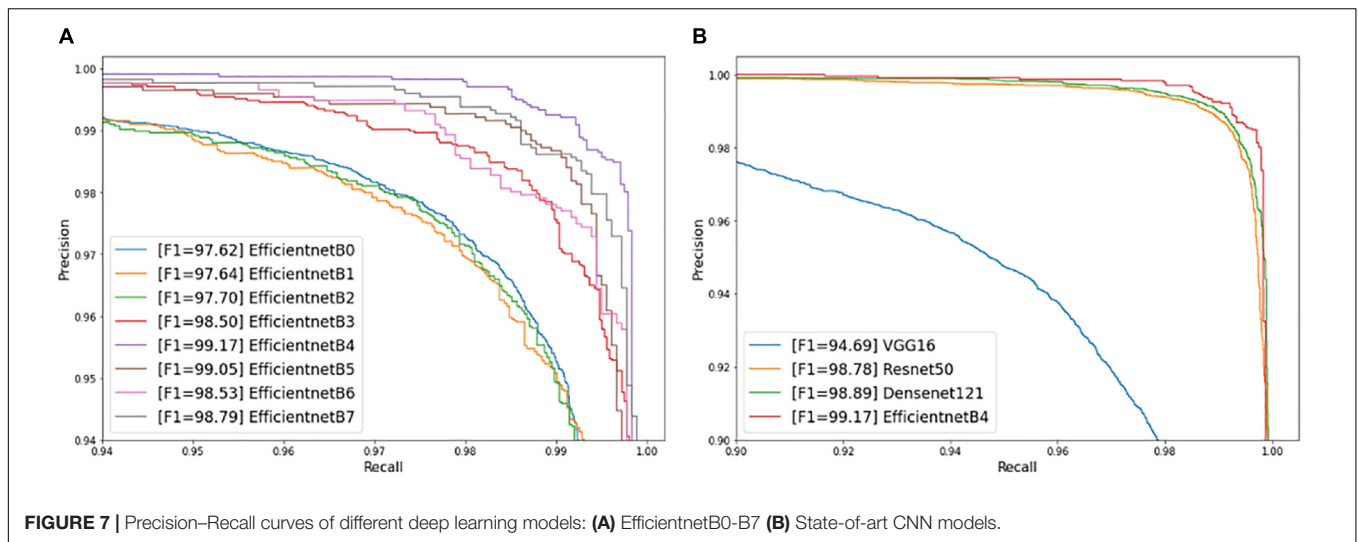 A
1.00
0.99
0.98
0.97
0.96
0.95
0.94
Precision
[F1=97.62] EfficientnetB0
[F1=97.64] EfficientnetB1
[F1=97.70] EfficientnetB2
[F1=98.50] EfficientnetB3
[F1=99.17] EfficientnetB4
[F1=99.05] EfficientnetB5
[F1=98.53] EfficientnetB6
[F1=98.79] EfficientnetB7
0.94 0.95 0.96 0.97 0.98 0.99 1.00
Recall
B
1.00
0.98
0.96
0.94
0.92
0.90
Precision
[F1=94.69] VGG16
[F1=98.78] Resnet50
[F1=98.89] Densenet121
[F1=99.17] EfficientnetB4
0.90 0.92 0.94 0.96 0.98 1.00
Recall
FIGURE 7 | Precision–Recall curves of different deep learning models: (A) EfficientnetB0-B7 (B) State-of-art CNN models.